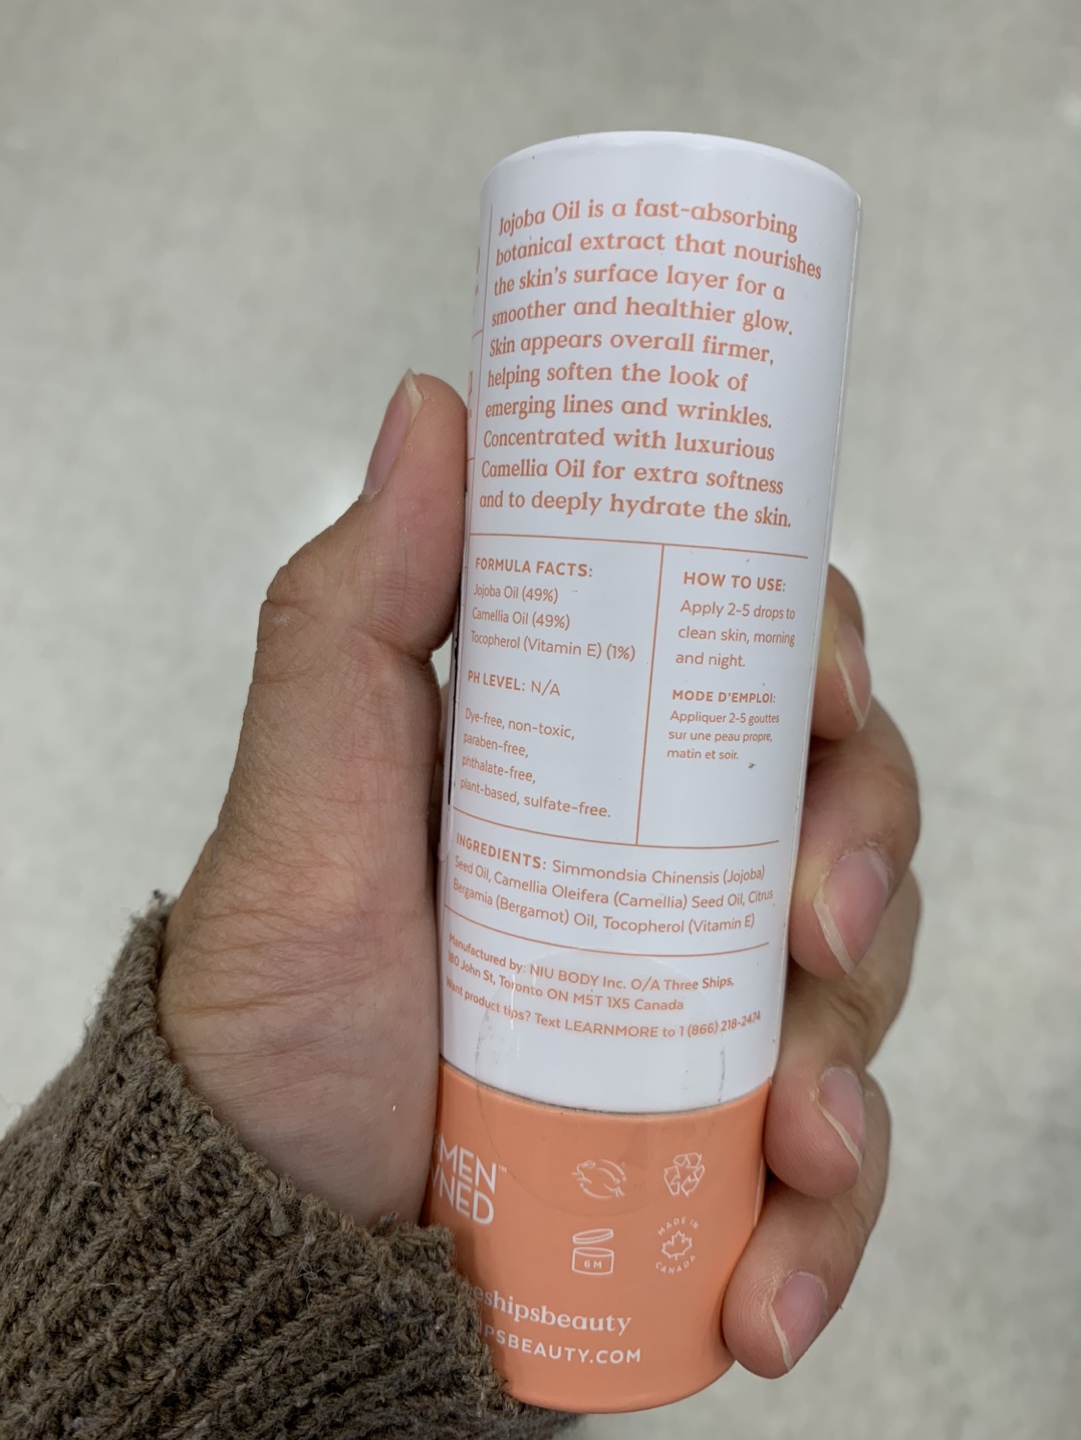 Jojoba Oil is a fast-absorbing
botanical extract that nourishes
the skin's surface layer for a
smoother and healthier glow.
Skin appears overall firmer,
helping soften the look of
emerging lines and wrinkles.
Concentrated with luxurious
Camellia Oil for extra softness
and to deeply hydrate the skin.
FORMULA FACTS:
Jojoba Oil (49%)
Camellia Oil (49%)
Tocopherol (Vitamin E) (1%)
PH LEVEL: N/A
Dye-free, non-toxic,
paraben-free,
phthalate-free,
plant-based, sulfate-free.
HOW TO USE:
Apply 2-5 drops to
clean skin, morning
and night.
MODE D'EMPLOI:
Appliquer 2-5 gouttes
sur une peau propre,
matin et soir.
INGREDIENTS: Simmondsia Chinensis (Jojoba)
Seed Oil, Camellia Oleifera (Camellia) Seed Oil, Citrus
Bergamia (Bergamot) Oil, Tocopherol (Vitamin E)
Manufactured by: NIU BODY Inc. O/A Three Ships,
180 John St, Toronto ON M5T 1X5 Canada
Want product tips? Text LEARNMORE to 1 (866) 218-2474
MEN™
NED
6 M
MADE IN
CANADA
eshipsbeauty
IPSBEAUTY.COM